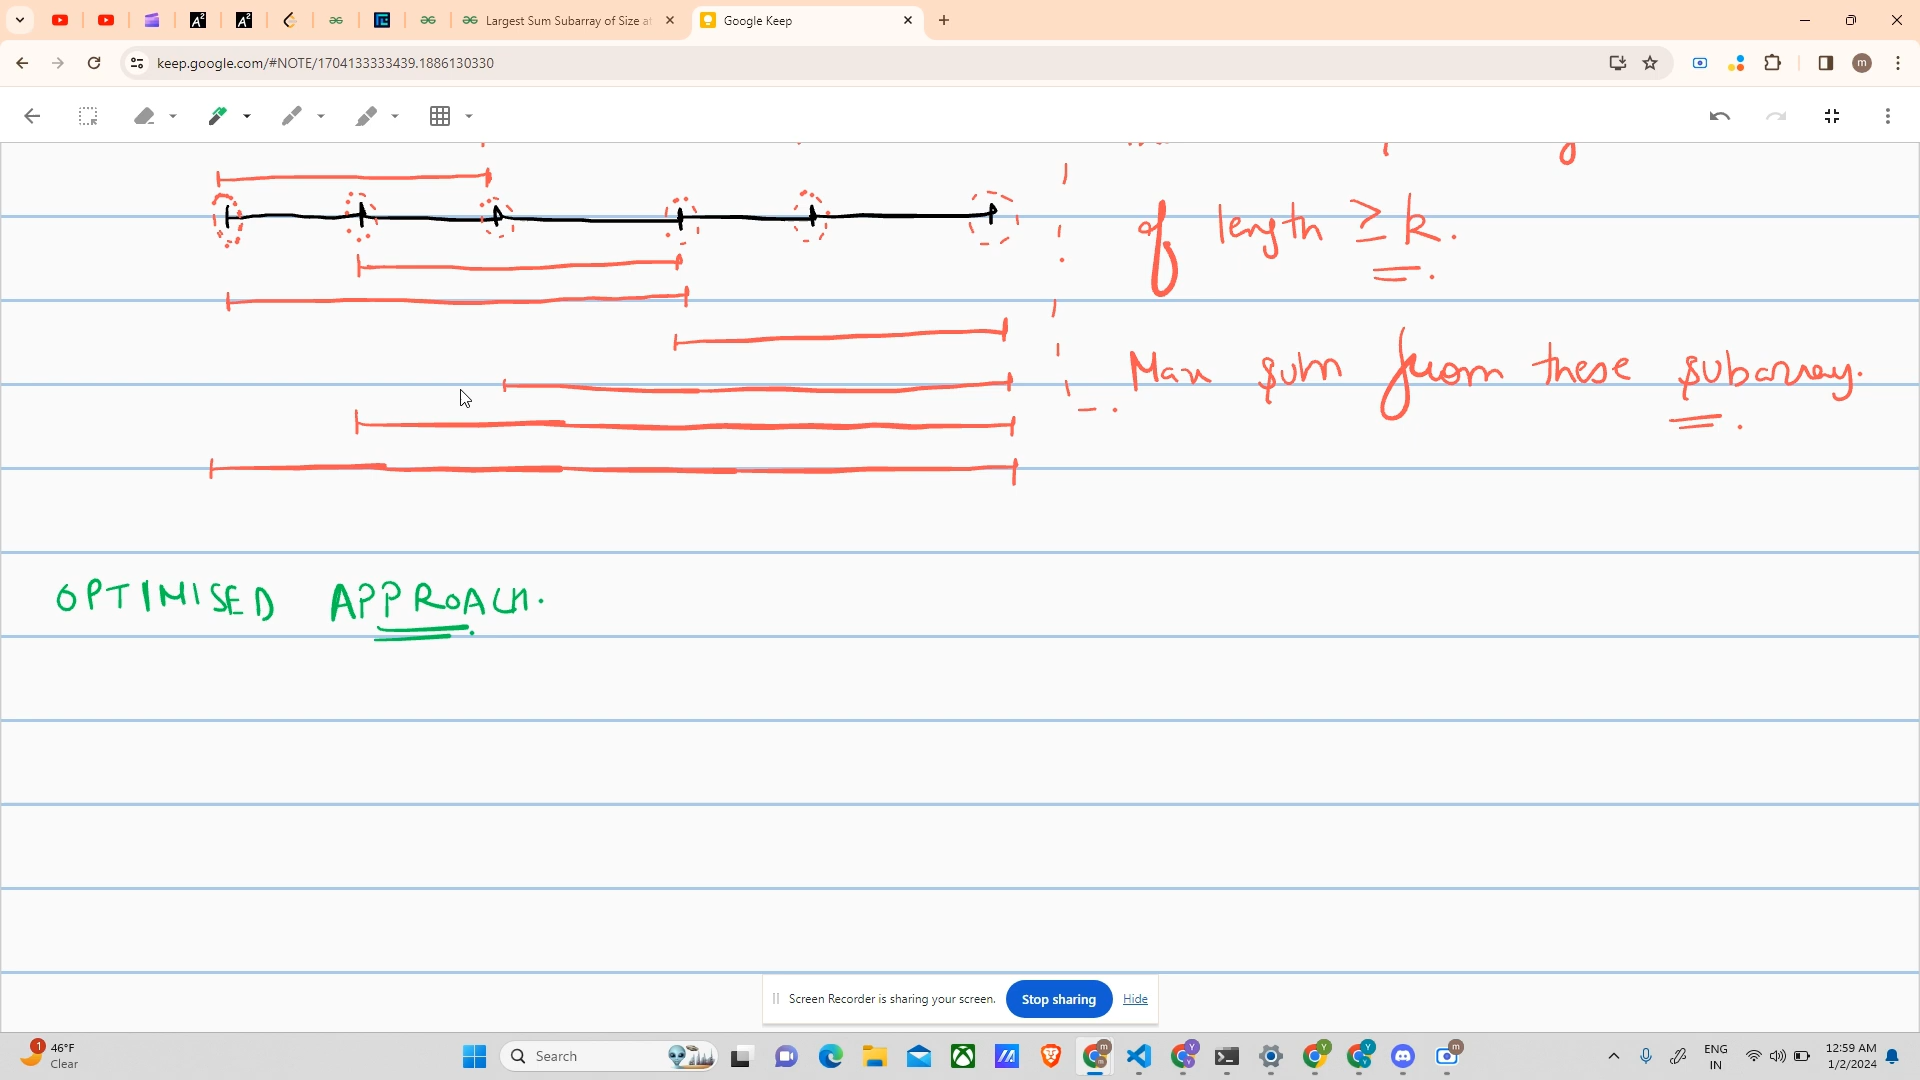 Largest Sum Subarray of Size at
Google Keep
keep.google.com/#NOTE/1704133333439.1886130330
of length ≥ k.
Max sum from these subarray.
OPTIMISED APPROACH.
Screen Recorder is sharing your screen.
Stop sharing
Hide
1
46°F
Clear
Search
ENG
IN
12:59 AM
1/2/2024